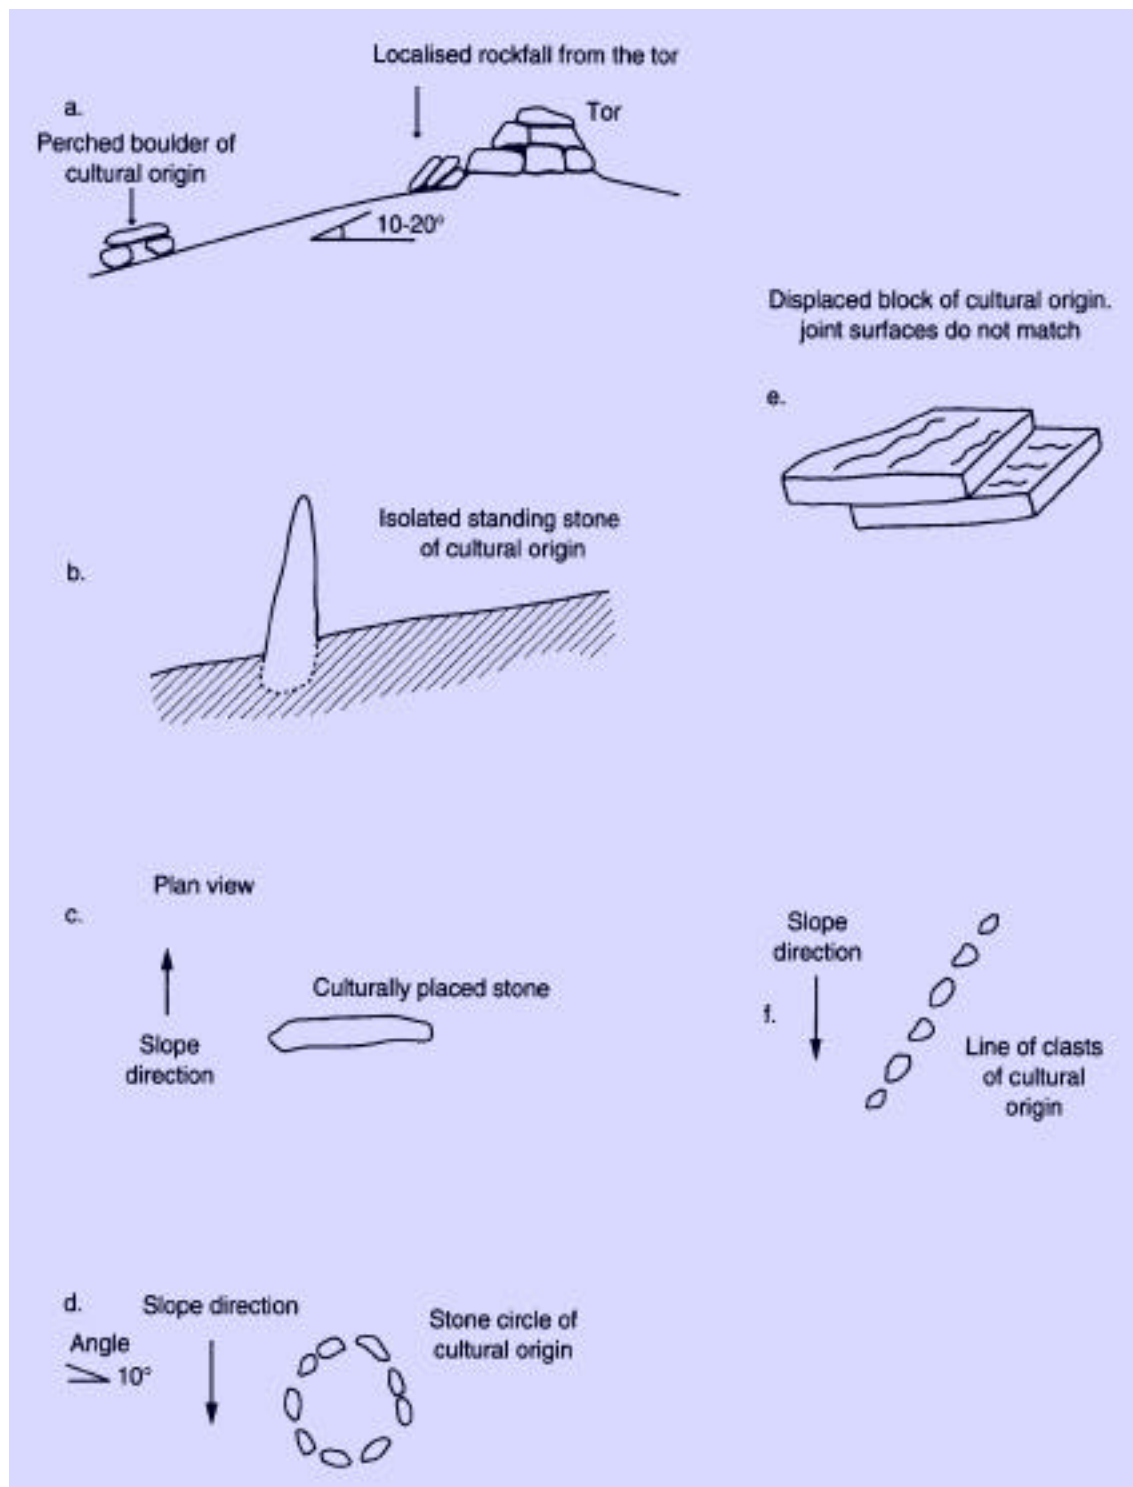 Localised rockfall from the tor
a.
Tor
Perched boulder of
cultural origin
10-20°
Displaced block of cultural origin.
joint surfaces do not match
e.
Isolated standing stone
of cultural origin
b.
Plan view
c.
Slope
direction
Culturally placed stone
Slope
direction
f.
Line of clasts
of cultural
origin
d.
Slope direction
Stone circle of
cultural origin
Angle
10°